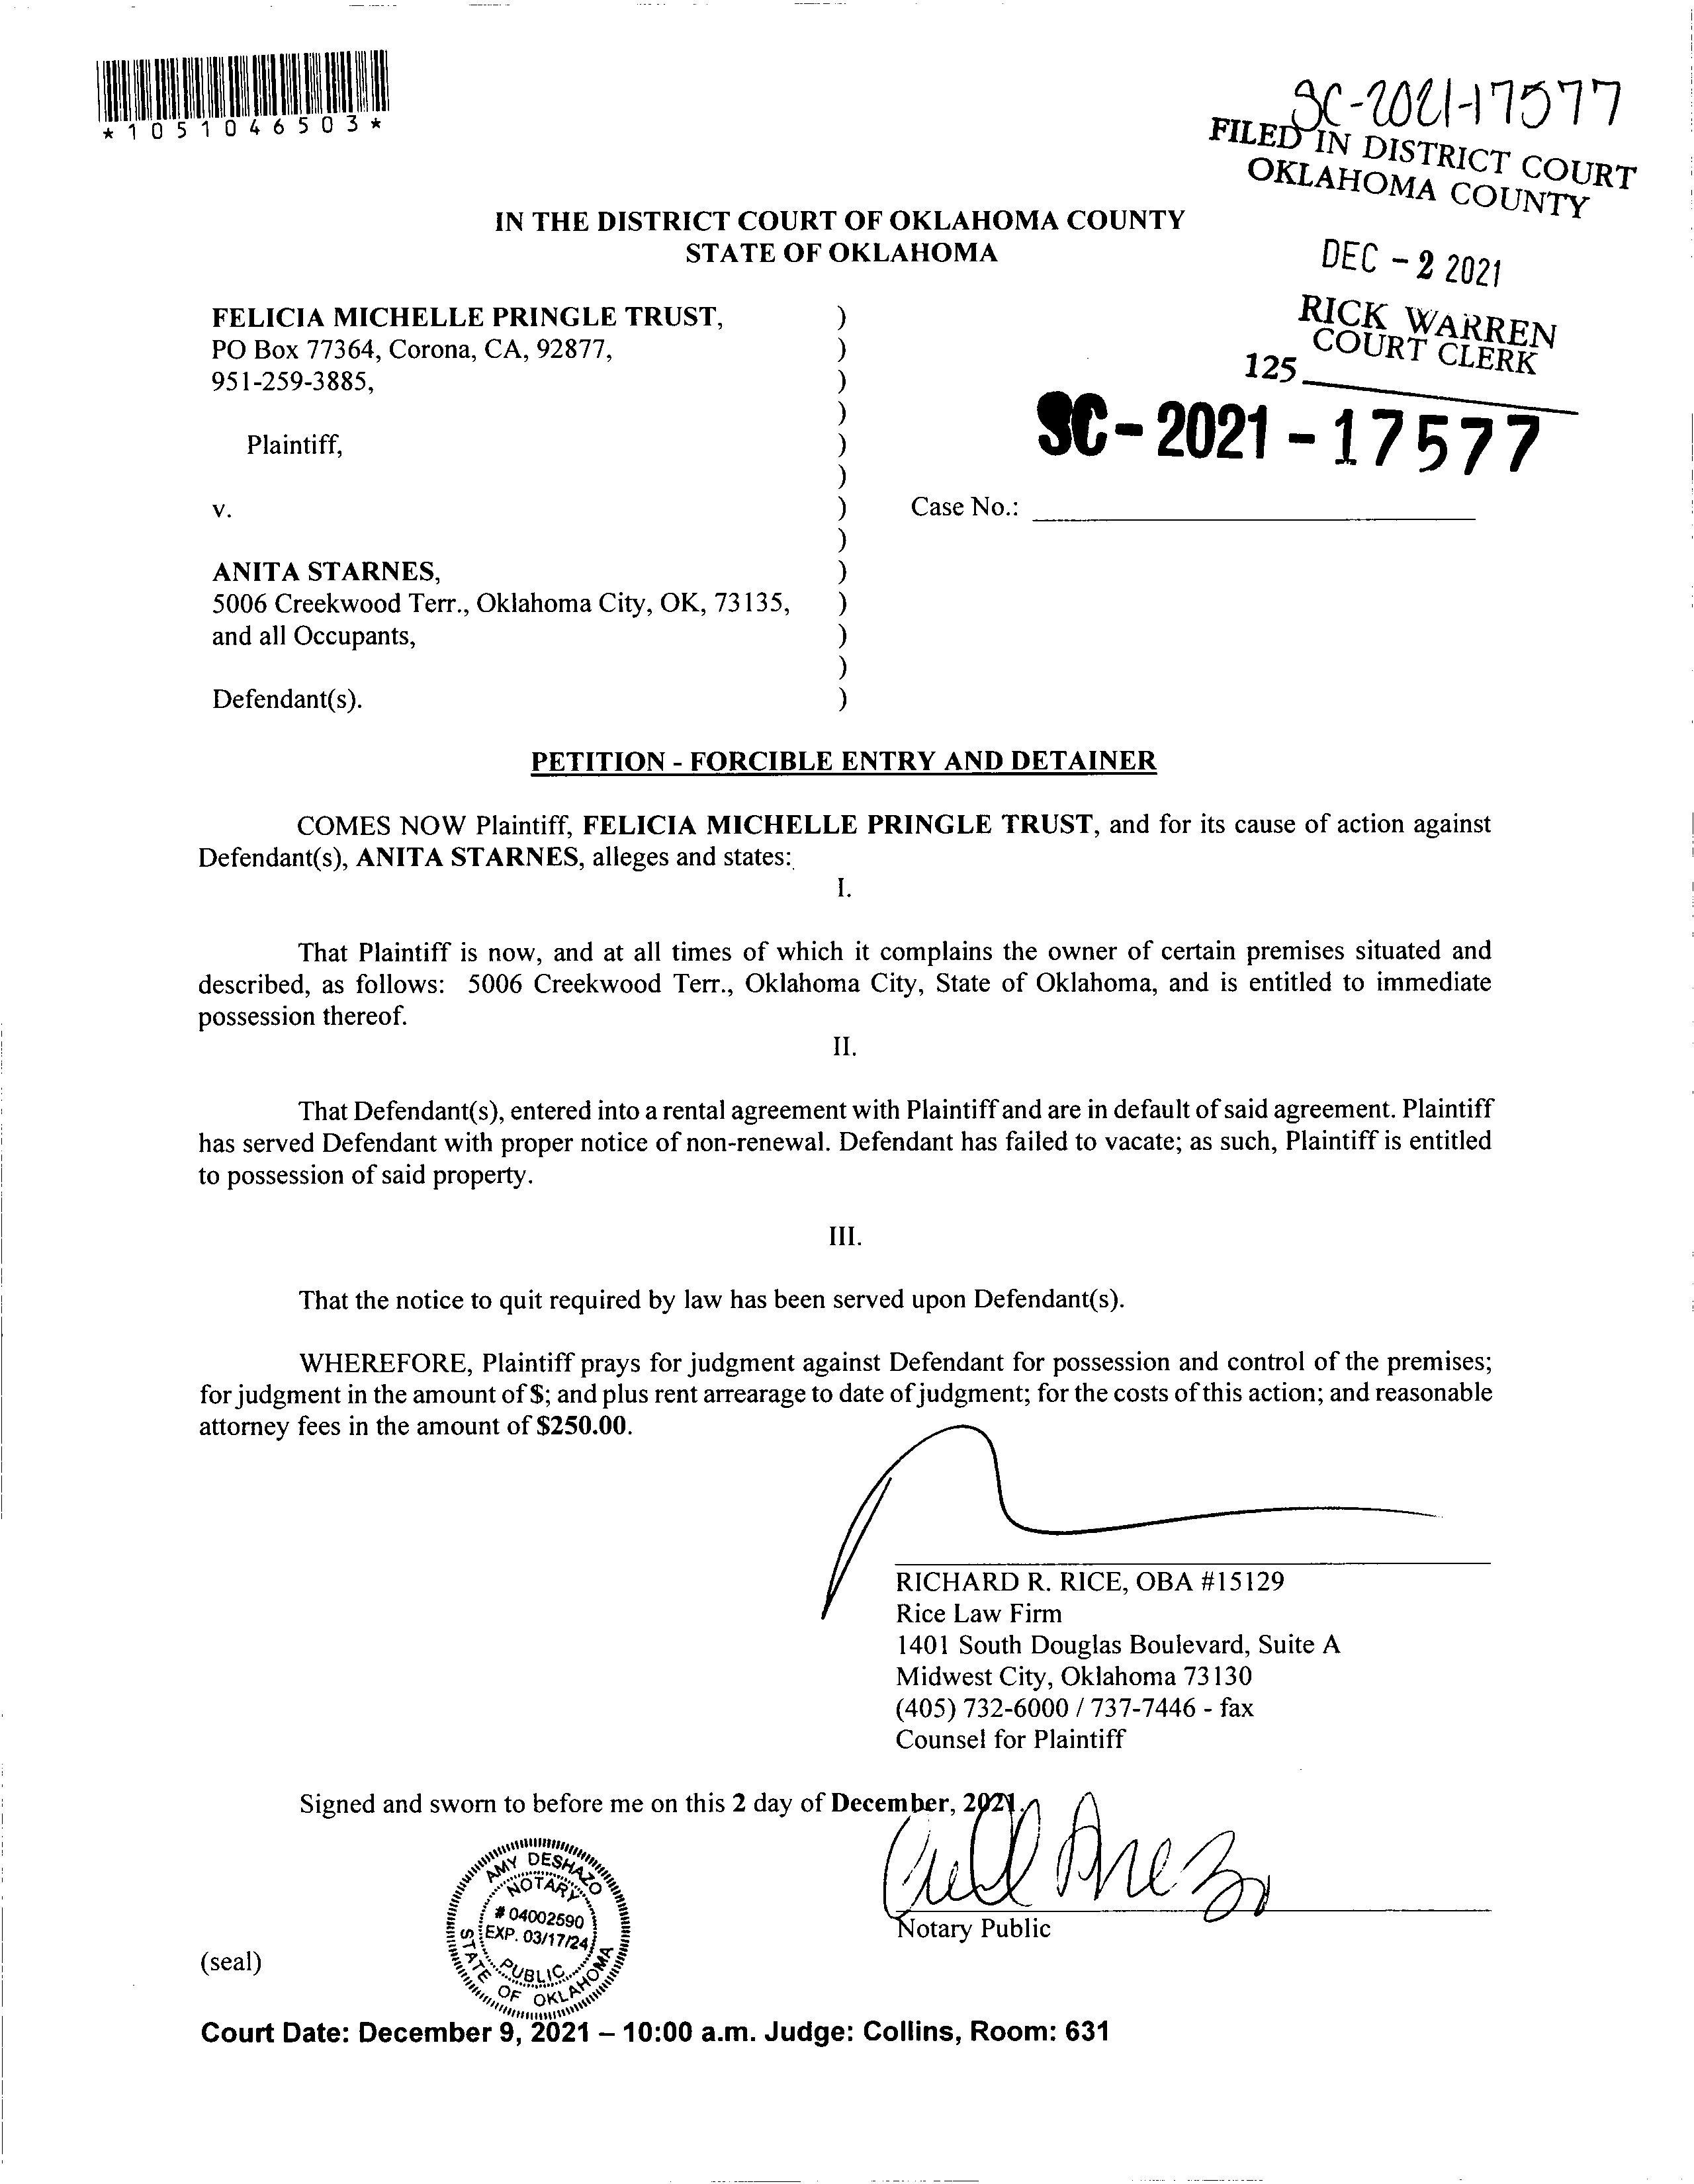 *1051046503*
SC-2021-17577
FILED IN DISTRICT COURT
OKLAHOMA COUNTY
DEC - 2 2021
RICK WARREN
COURT CLERK
125
SC-2021-17577
IN THE DISTRICT COURT OF OKLAHOMA COUNTY
STATE OF OKLAHOMA
FELICIA MICHELLE PRINGLE TRUST, )
PO Box 77364, Corona, CA, 92877, )
951-259-3885, )
)
Plaintiff, )
)
v. ) Case No.:
)
ANITA STARNES, )
5006 Creekwood Terr., Oklahoma City, OK, 73135, )
and all Occupants, )
)
Defendant(s). )
PETITION - FORCIBLE ENTRY AND DETAINER
COMES NOW Plaintiff, FELICIA MICHELLE PRINGLE TRUST, and for its cause of action against
Defendant(s), ANITA STARNES, alleges and states:
I.
That Plaintiff is now, and at all times of which it complains the owner of certain premises situated and
described, as follows: 5006 Creekwood Terr., Oklahoma City, State of Oklahoma, and is entitled to immediate
possession thereof.
II.
That Defendant(s), entered into a rental agreement with Plaintiff and are in default of said agreement. Plaintiff
has served Defendant with proper notice of non-renewal. Defendant has failed to vacate; as such, Plaintiff is entitled
to possession of said property.
III.
That the notice to quit required by law has been served upon Defendant(s).
WHEREFORE, Plaintiff prays for judgment against Defendant for possession and control of the premises;
for judgment in the amount of $; and plus rent arrearage to date of judgment; for the costs of this action; and reasonable
attorney fees in the amount of $250.00.
RICHARD R. RICE, OBA #15129
Rice Law Firm
1401 South Douglas Boulevard, Suite A
Midwest City, Oklahoma 73130
(405) 732-6000 / 737-7446 - fax
Counsel for Plaintiff
Signed and sworn to before me on this 2 day of December, 2021.
AMY DESHAZO
NOTARY
# 04002590
EXP. 03/17/24
PUBLIC
STATE OF OKLAHOMA
Notary Public
(seal)
Court Date: December 9, 2021 – 10:00 a.m. Judge: Collins, Room: 631